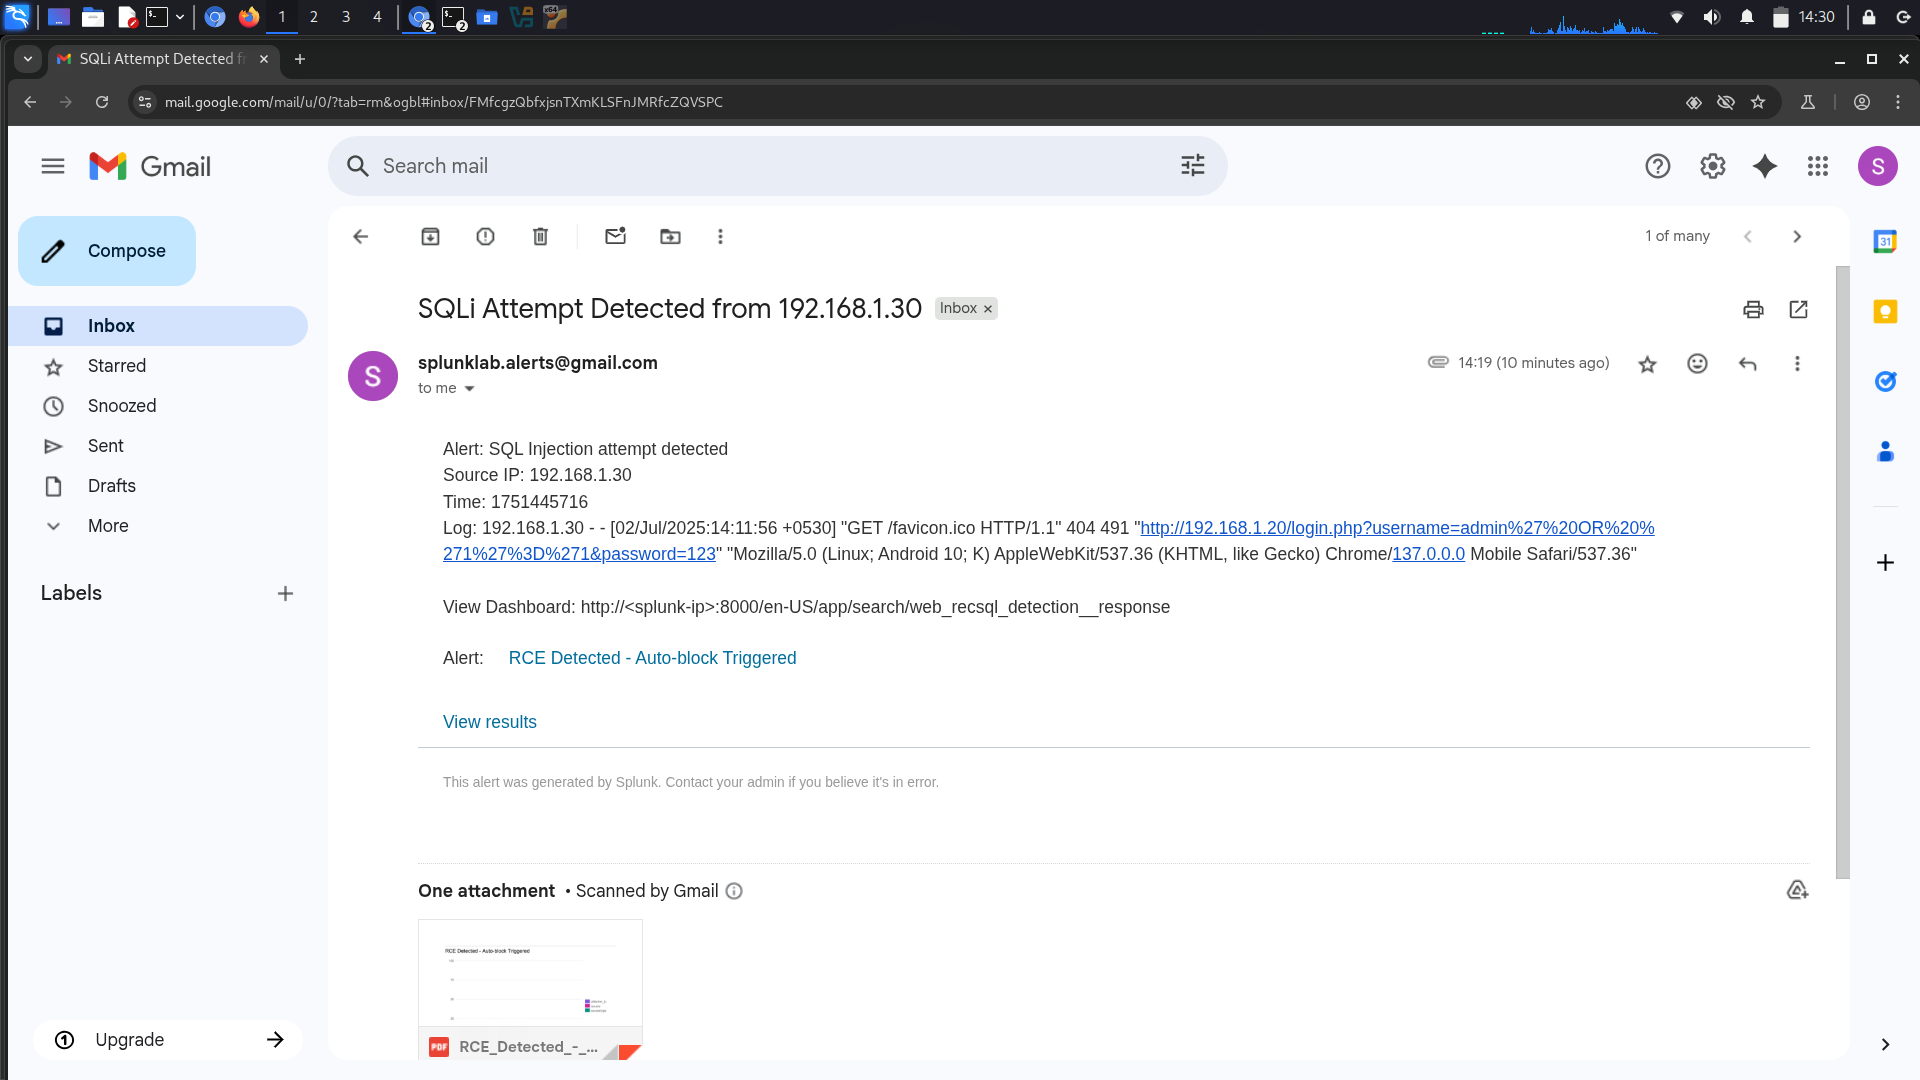 1 2 3 4 2 2 x64 14:30
SQLi Attempt Detected f
mail.google.com/mail/u/0/?tab=rm&ogbl#inbox/FMfcgzQbfxjsnTXmKLSFnJMRfcZQVSPC
Gmail
Search mail
S
Compose
1 of many
Inbox
Starred
Snoozed
Sent
Drafts
More
Labels
Upgrade
31
SQLi Attempt Detected from 192.168.1.30 Inbox ×
S
splunklab.alerts@gmail.com 14:19 (10 minutes ago)
to me
Alert: SQL Injection attempt detected
Source IP: 192.168.1.30
Time: 1751445716
Log: 192.168.1.30 - - [02/Jul/2025:14:11:56 +0530] "GET /favicon.ico HTTP/1.1" 404 491 "http://192.168.1.20/login.php?username=admin%27%20OR%20%
271%27%3D%271&password=123" "Mozilla/5.0 (Linux; Android 10; K) AppleWebKit/537.36 (KHTML, like Gecko) Chrome/137.0.0.0 Mobile Safari/537.36"
View Dashboard: http://<splunk-ip>:8000/en-US/app/search/web_recsql_detection__response
Alert: RCE Detected - Auto-block Triggered
View results
This alert was generated by Splunk. Contact your admin if you believe it's in error.
One attachment • Scanned by Gmail
RCE Detected - Auto-block Triggered
PDF RCE_Detected_-_...